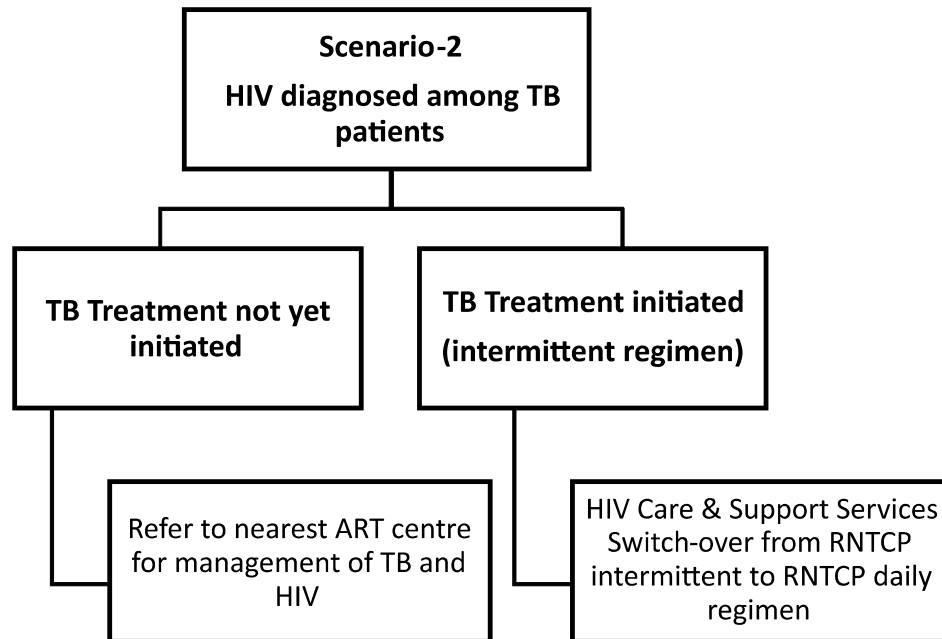 Scenario-2
HIV diagnosed among TB
patients
TB Treatment not yet
initiated
TB Treatment initiated
(intermittent regimen)
Refer to nearest ART centre
for management of TB and
HIV
HIV Care & Support Services
Switch-over from RNTCP
intermittent to RNTCP daily
regimen